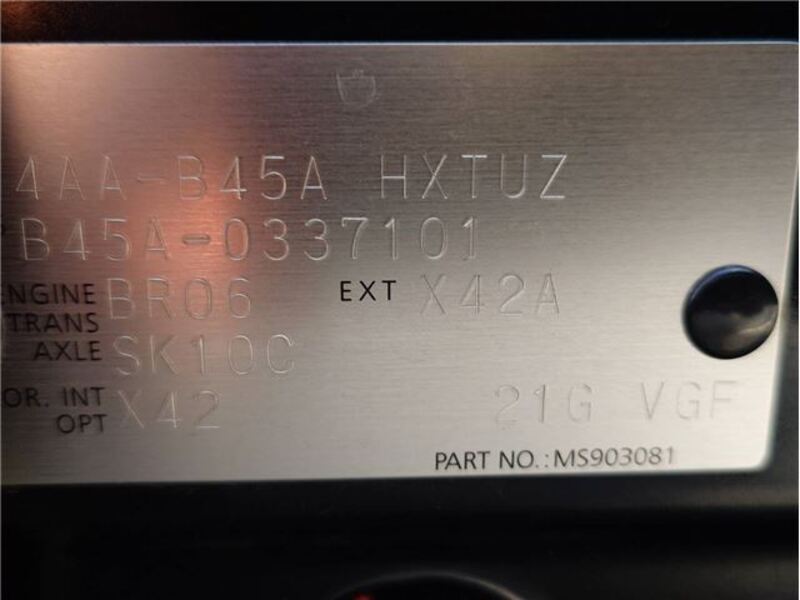 4AA-B45A HXTUZ
B45A-0337101
ENGINE BR06 EXT X42A
TRANS
AXLE SK10C
OR. INT X42
OPT 21G VGF
PART NO.:MS903081